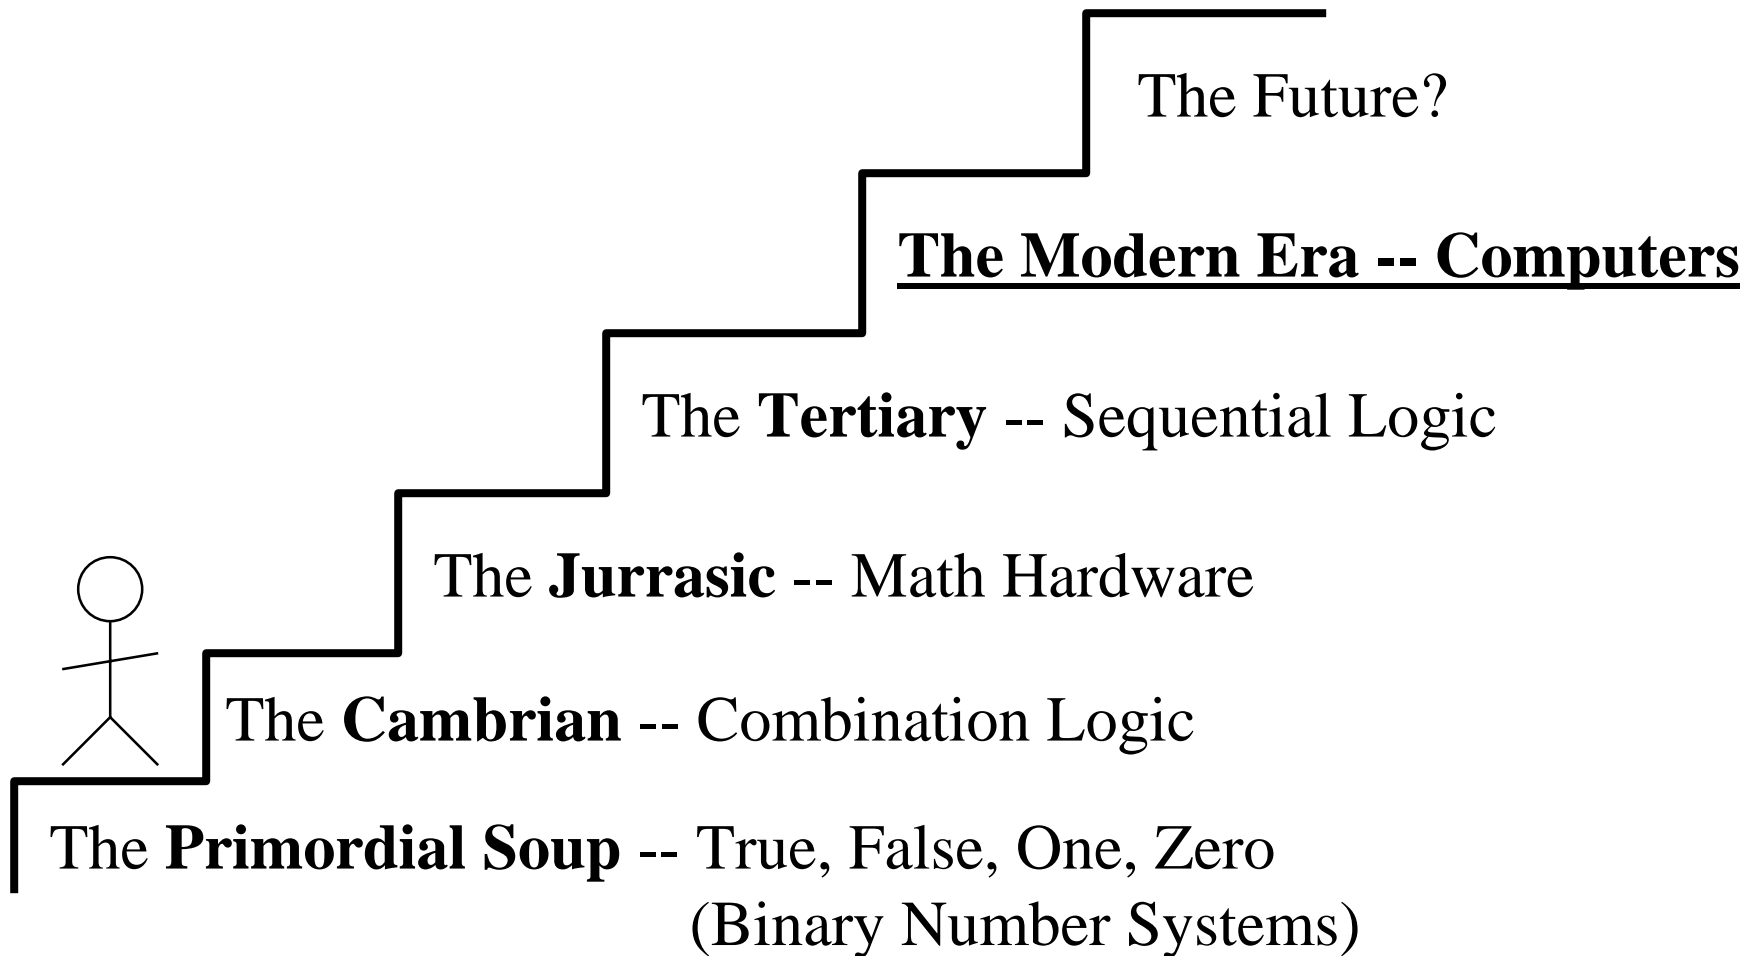 The Future?
The Modern Era -- Computers
The Tertiary -- Sequential Logic
The Jurrasic -- Math Hardware
The Cambrian -- Combination Logic
The Primordial Soup -- True, False, One, Zero
(Binary Number Systems)